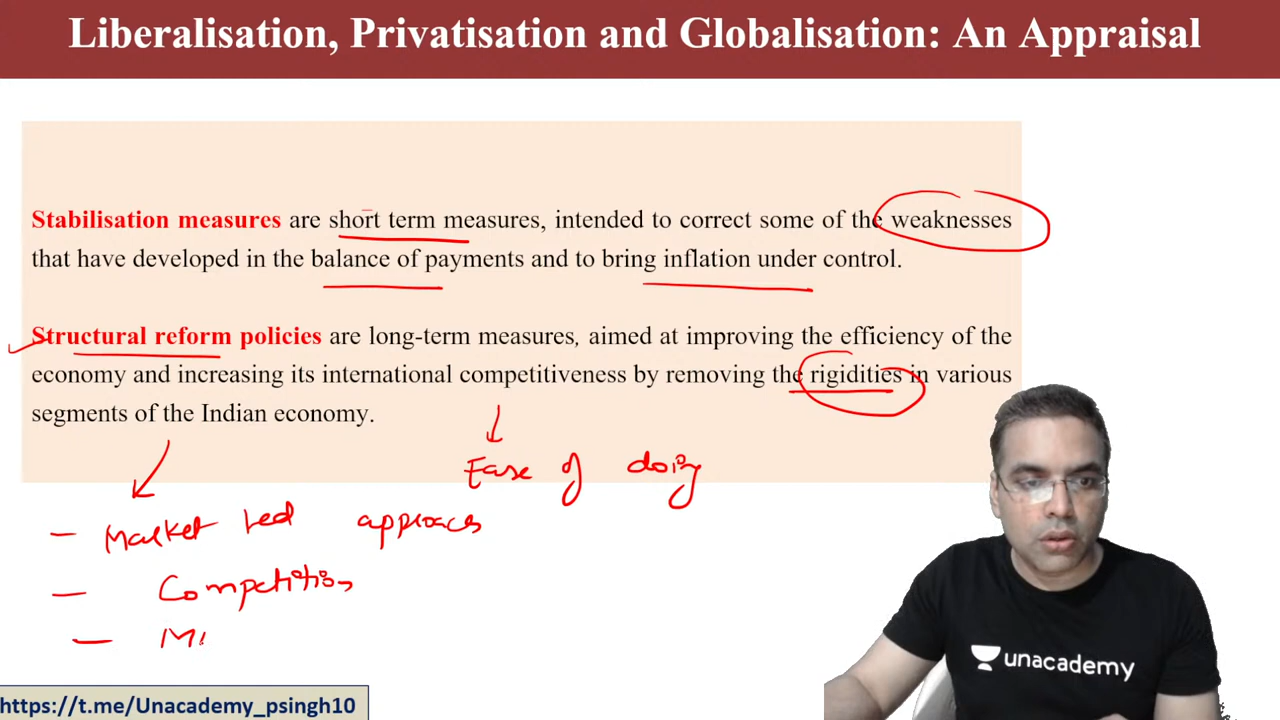 Liberalisation, Privatisation and Globalisation: An Appraisal
Stabilisation measures are short term measures, intended to correct some of the weaknesses
that have developed in the balance of payments and to bring inflation under control.
Structural reform policies are long-term measures, aimed at improving the efficiency of the
economy and increasing its international competitiveness by removing the rigidities in various
segments of the Indian economy.
Ease of doing
- Market led
- Competition
unacademy
https://t.me/Unacademy_psingh10